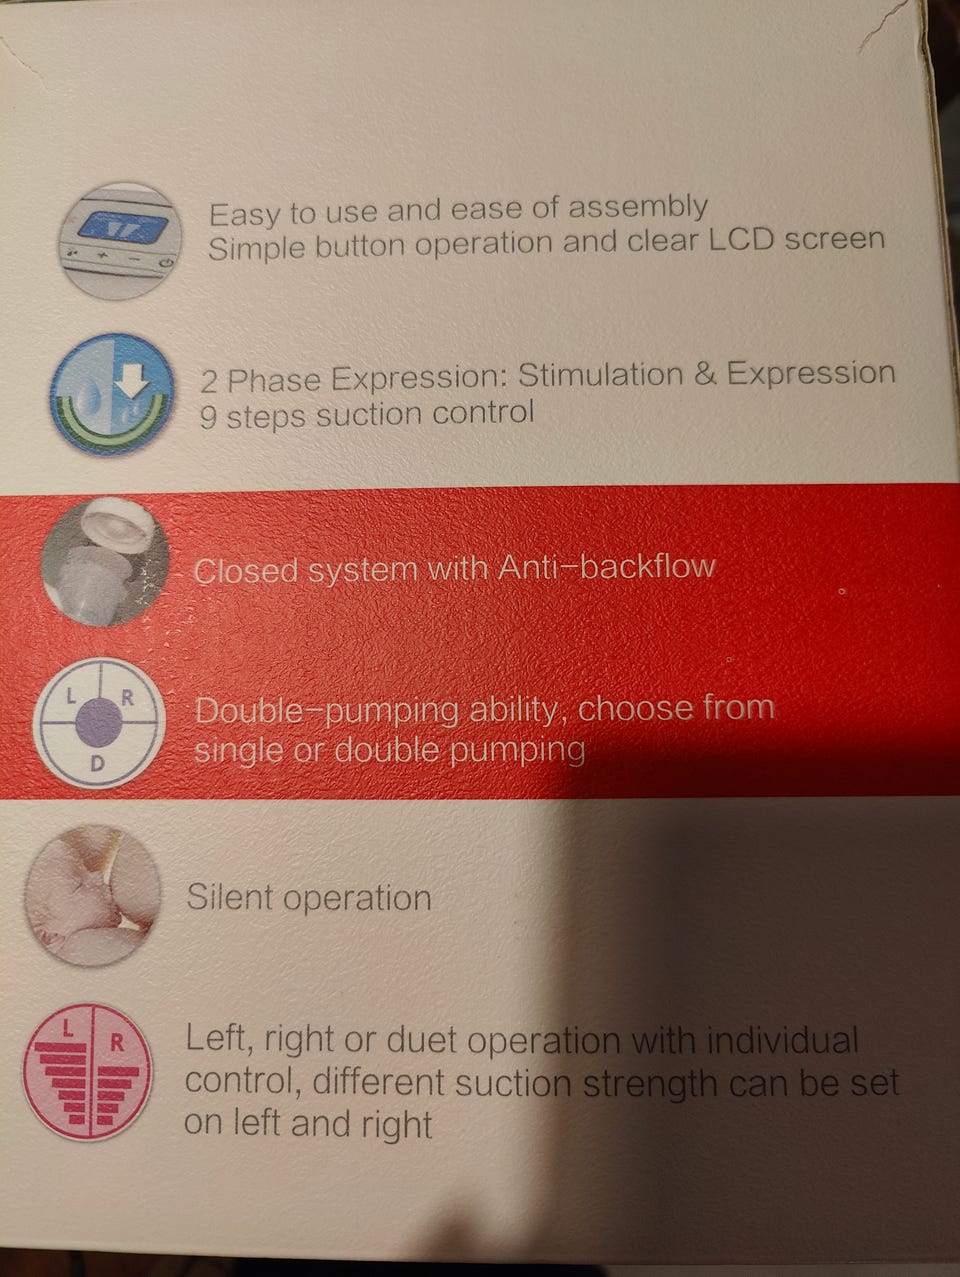 Easy to use and ease of assembly
Simple button operation and clear LCD screen
2 Phase Expression: Stimulation & Expression
9 steps suction control
Closed system with Anti-backflow
L R
D
Double-pumping ability, choose from
single or double pumping
Silent operation
L R
Left, right or duet operation with individual
control, different suction strength can be set
on left and right